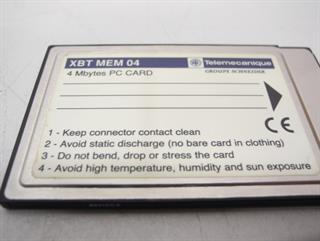 XBT MEM 04
Telemecanique
4 Mbytes PC CARD
GROUPE SCHNEIDER
CE
1 - Keep connector contact clean
2 - Avoid static discharge (no bare card in clothing)
3 - Do not bend, drop or stress the card
4 - Avoid high temperature, humidity and sun exposure